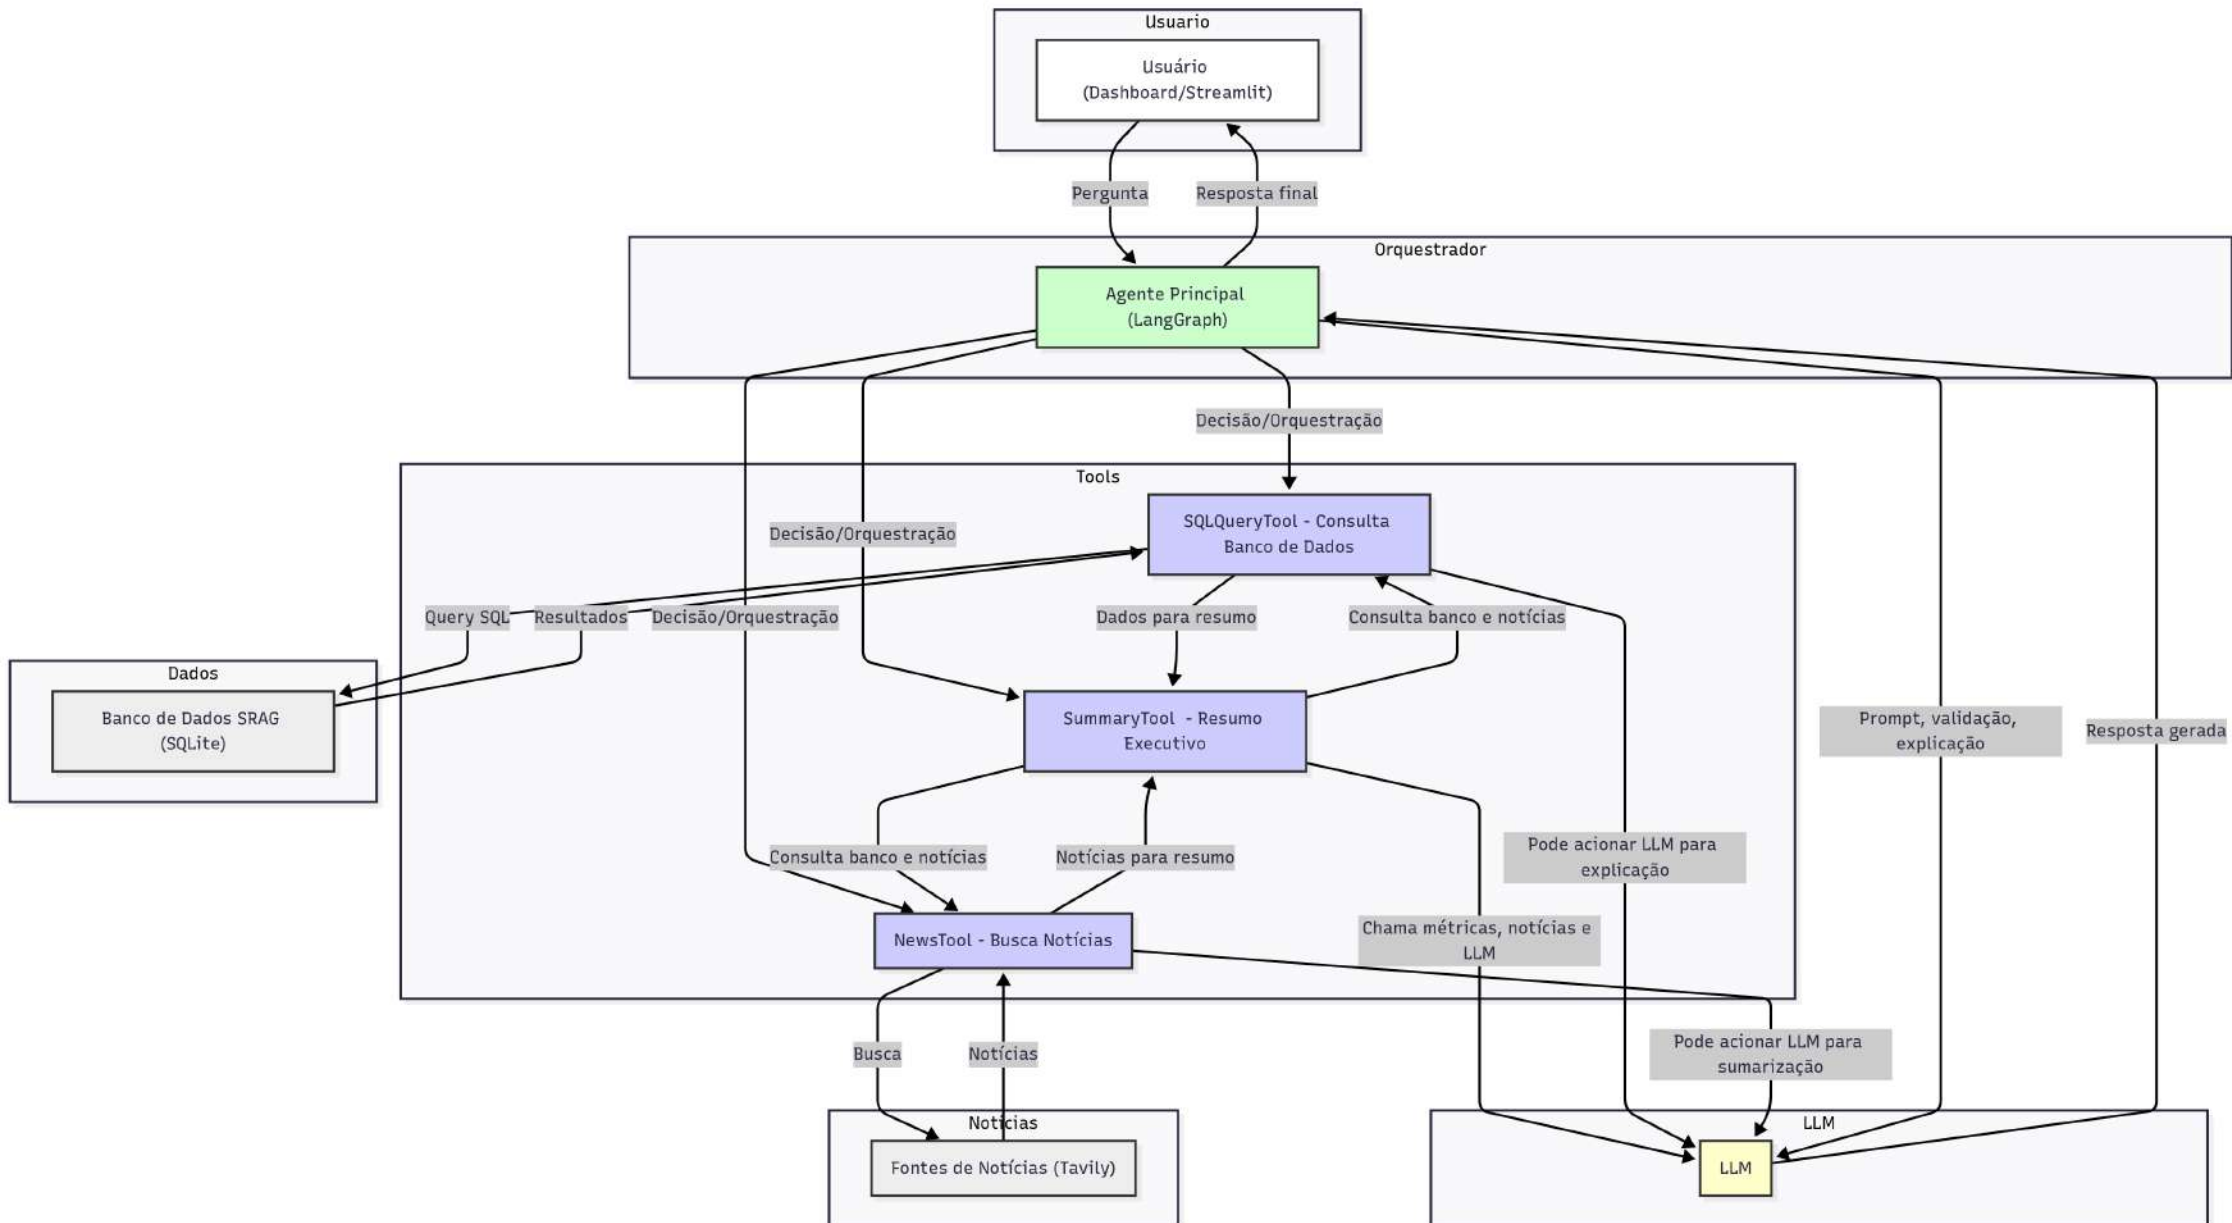 Usuario
Usuário
(Dashboard/Streamlit)
Pergunta
Resposta final
Orquestrador
Agente Principal
(LangGraph)
Decisão/Orquestração
Tools
SQLQueryTool - Consulta
Banco de Dados
Decisão/Orquestração
Query SQL
Resultados
Decisão/Orquestração
Dados para resumo
Consulta banco e notícias
Dados
Banco de Dados SRAG
(SQLite)
SummaryTool - Resumo
Executivo
Prompt, validação,
explicação
Resposta gerada
Consulta banco e notícias
Notícias para resumo
Pode acionar LLM para
explicação
NewsTool - Busca Notícias
Chama métricas, notícias e
LLM
Busca
Notícias
Pode acionar LLM para
sumarização
Noticias
Fontes de Notícias (Tavily)
LLM
LLM